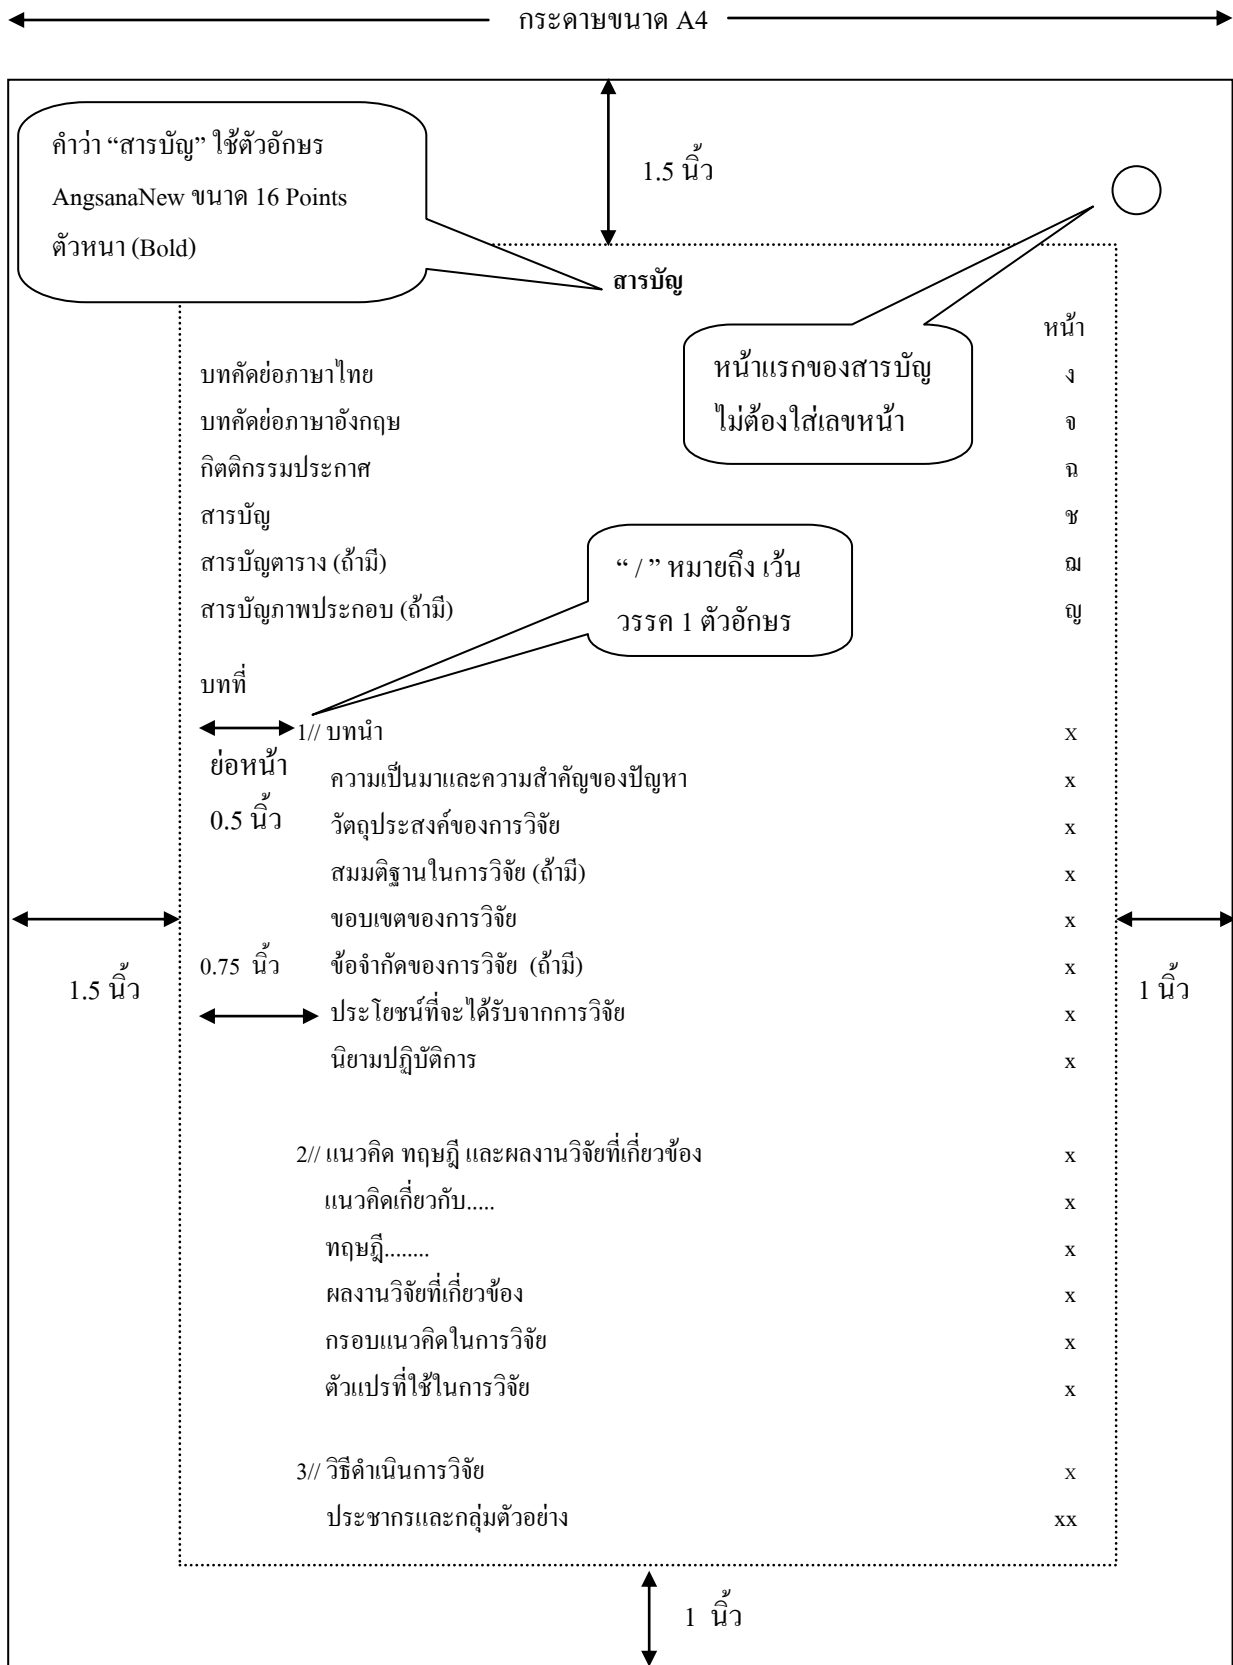 กระดาษขนาด A4
คำว่า “สารบัญ” ใช้ตัวอักษร
AngsanaNew ขนาด 16 Points
ตัวหนา (Bold)
1.5 นิ้ว
สารบัญ
หน้า
หน้าแรกของสารบัญ
ไม่ต้องใส่เลขหน้า
บทคัดย่อภาษาไทย ง
บทคัดย่อภาษาอังกฤษ จ
กิตติกรรมประกาศ ฉ
สารบัญ ช
สารบัญตาราง (ถ้ามี) ฌ
สารบัญภาพประกอบ (ถ้ามี) ญ
“ / ” หมายถึง เว้น
วรรค 1 ตัวอักษร
บทที่
1// บทนำ x
ย่อหน้า
0.5 นิ้ว
ความเป็นมาและความสำคัญของปัญหา x
วัตถุประสงค์ของการวิจัย x
สมมติฐานในการวิจัย (ถ้ามี) x
ขอบเขตของการวิจัย x
0.75 นิ้ว
ข้อจำกัดของการวิจัย (ถ้ามี) x
1.5 นิ้ว
1 นิ้ว
ประโยชน์ที่จะได้รับจากการวิจัย x
นิยามปฏิบัติการ x
2// แนวคิด ทฤษฎี และผลงานวิจัยที่เกี่ยวข้อง x
แนวคิดเกี่ยวกับ..... x
ทฤษฎี........ x
ผลงานวิจัยที่เกี่ยวข้อง x
กรอบแนวคิดในการวิจัย x
ตัวแปรที่ใช้ในการวิจัย x
3// วิธีดำเนินการวิจัย x
ประชากรและกลุ่มตัวอย่าง xx
1 นิ้ว